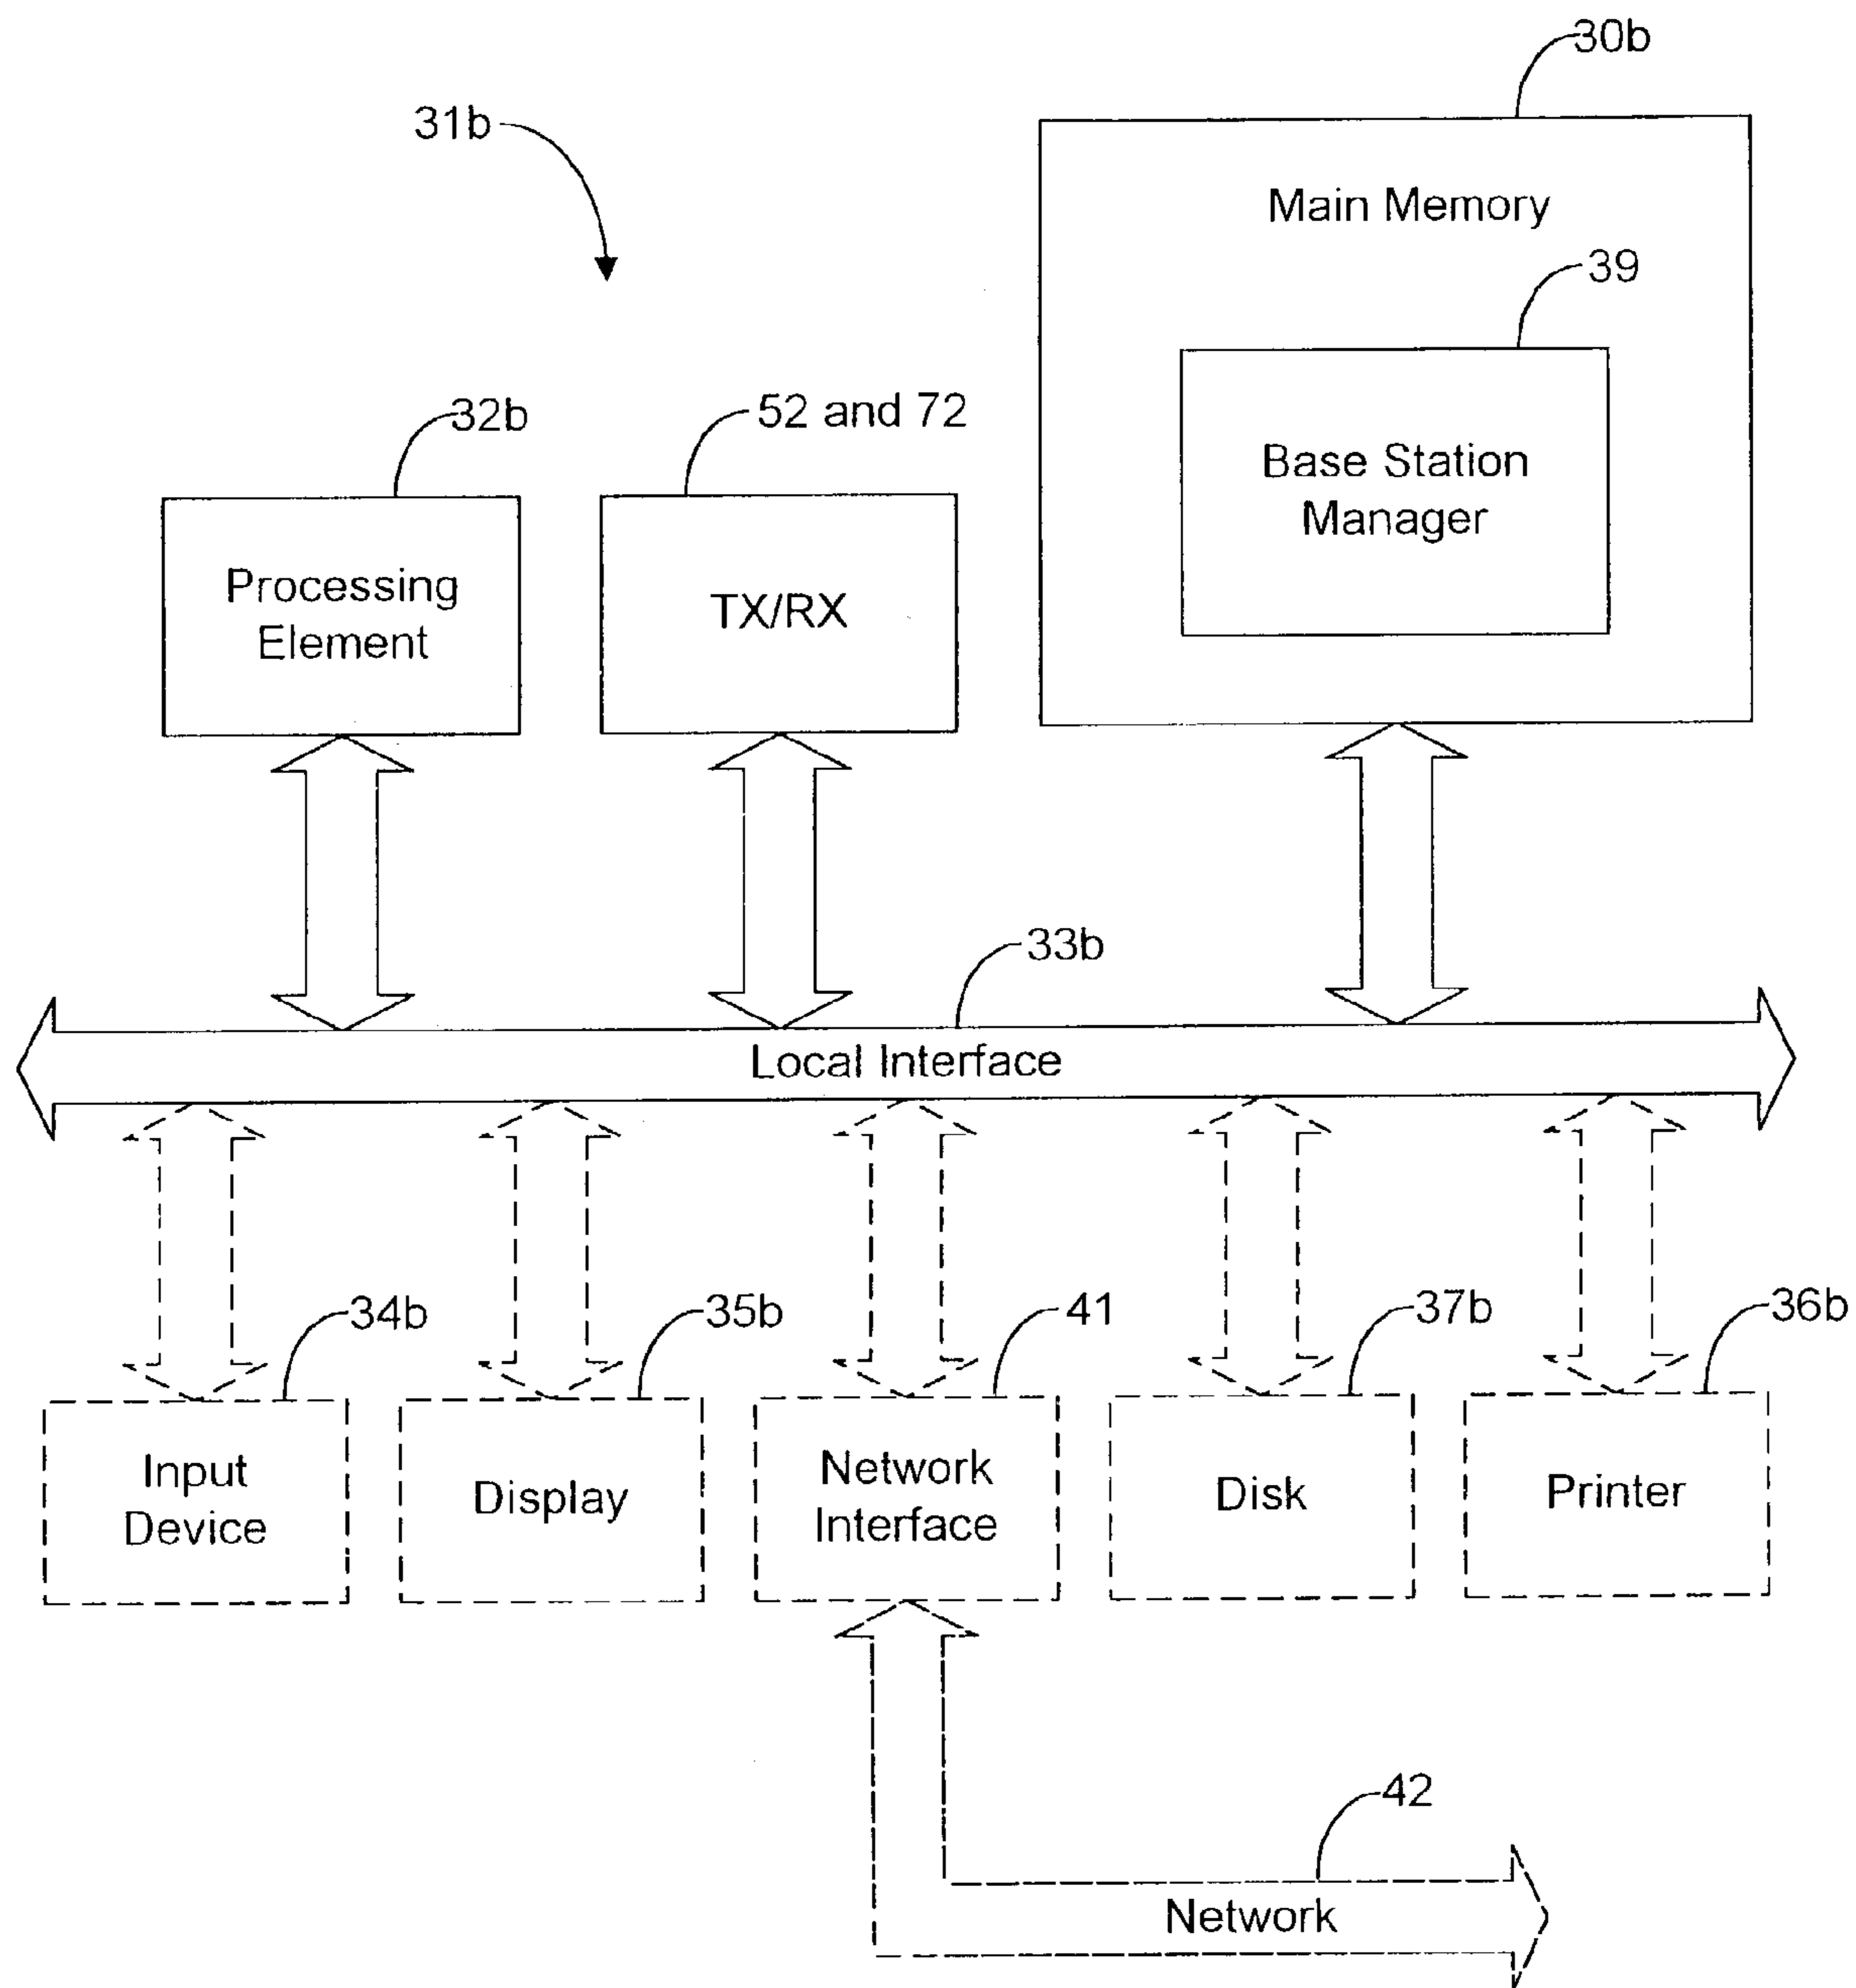 30b
31b
Main Memory
39
32b
52 and 72
Base Station
Manager
Processing
Element
TX/RX
33b
Local Interface
34b
35b
41
37b
36b
Input
Device
Display
Network
Interface
Disk
Printer
42
Network